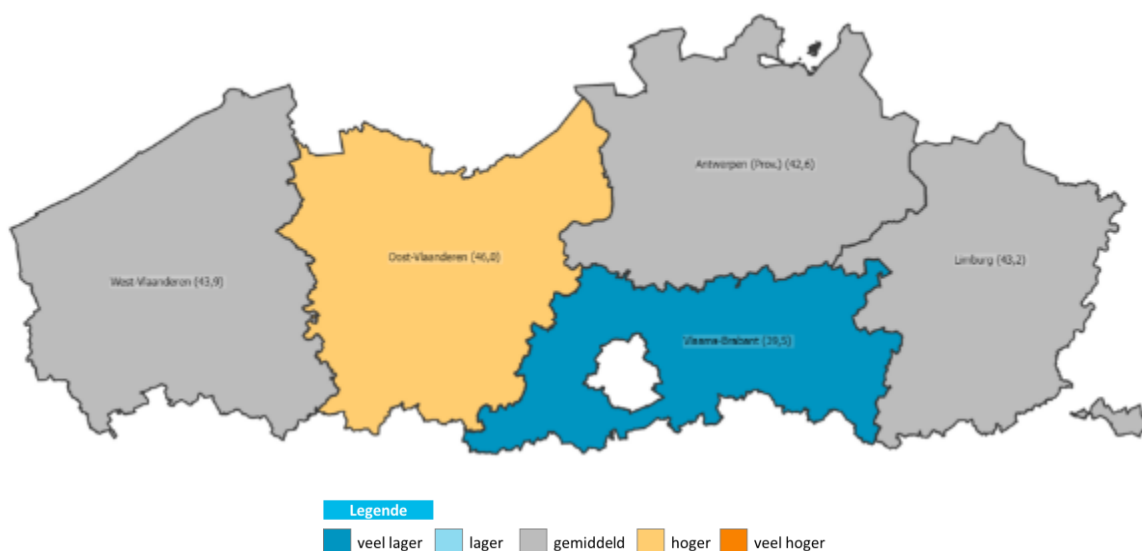 Antwerpen (Prov.) (42,6)
Oost-Vlaanderen (46,0)
Limburg (43,2)
West-Vlaanderen (43,9)
Vlaams-Brabant (39,5)
Legende
veel lager
lager
gemiddeld
hoger
veel hoger